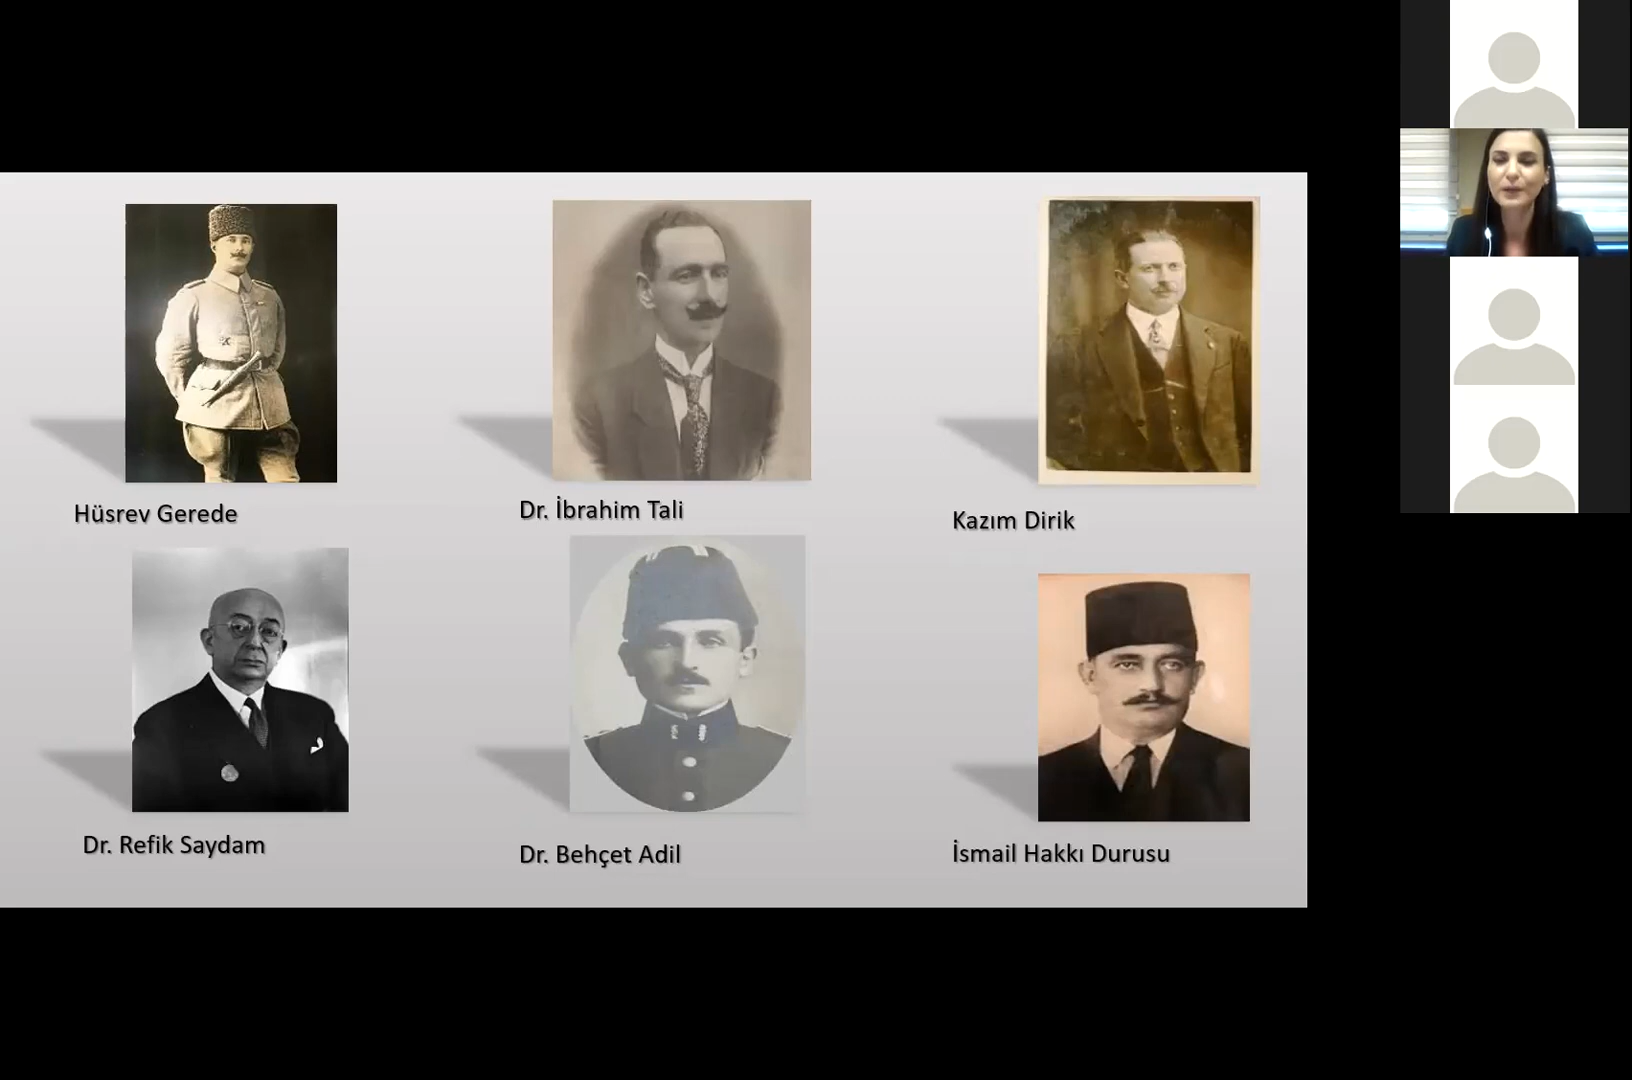 Hüsrev Gerede
Dr. İbrahim Tali
Kazım Dirik
Dr. Refik Saydam
Dr. Behçet Adil
İsmail Hakkı Durusu